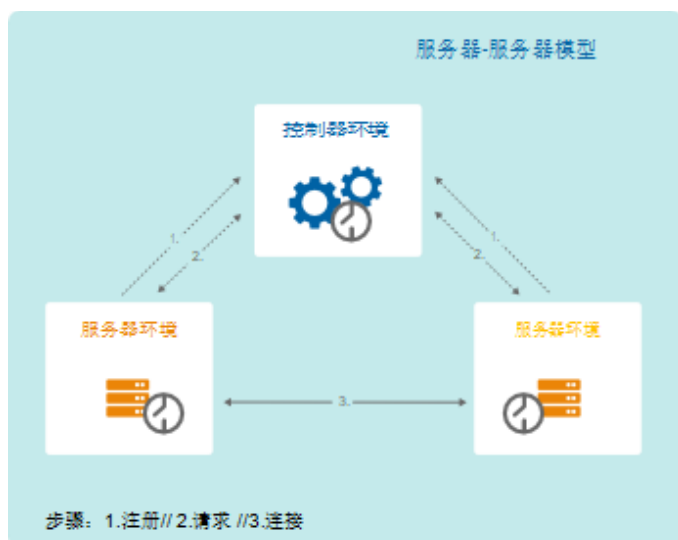 服务器-服务器模型
控制器环境
1.
1.
2.
2.
服务器环境
服务器环境
3.
步骤：1.注册// 2.请求 //3.连接